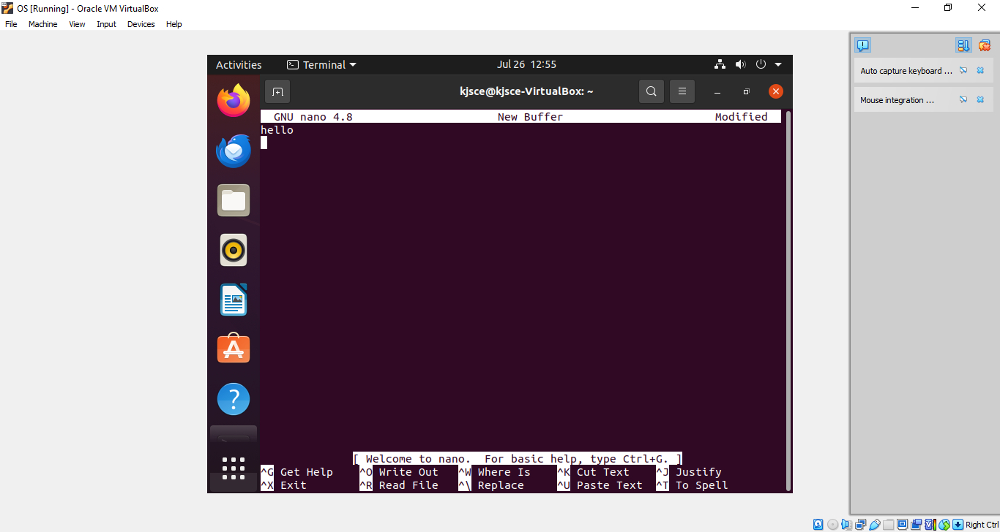 OS [Running] - Oracle VM VirtualBox
File Machine View Input Devices Help
Auto capture keyboard ...
Mouse integration ...
Activities Terminal Jul 26 12:55
kjsce@kjsce-VirtualBox: ~
GNU nano 4.8 New Buffer Modified
hello
[ Welcome to nano. For basic help, type Ctrl+G. ]
^G Get Help ^O Write Out ^W Where Is ^K Cut Text ^J Justify
^X Exit ^R Read File ^\ Replace ^U Paste Text ^T To Spell
Right Ctrl